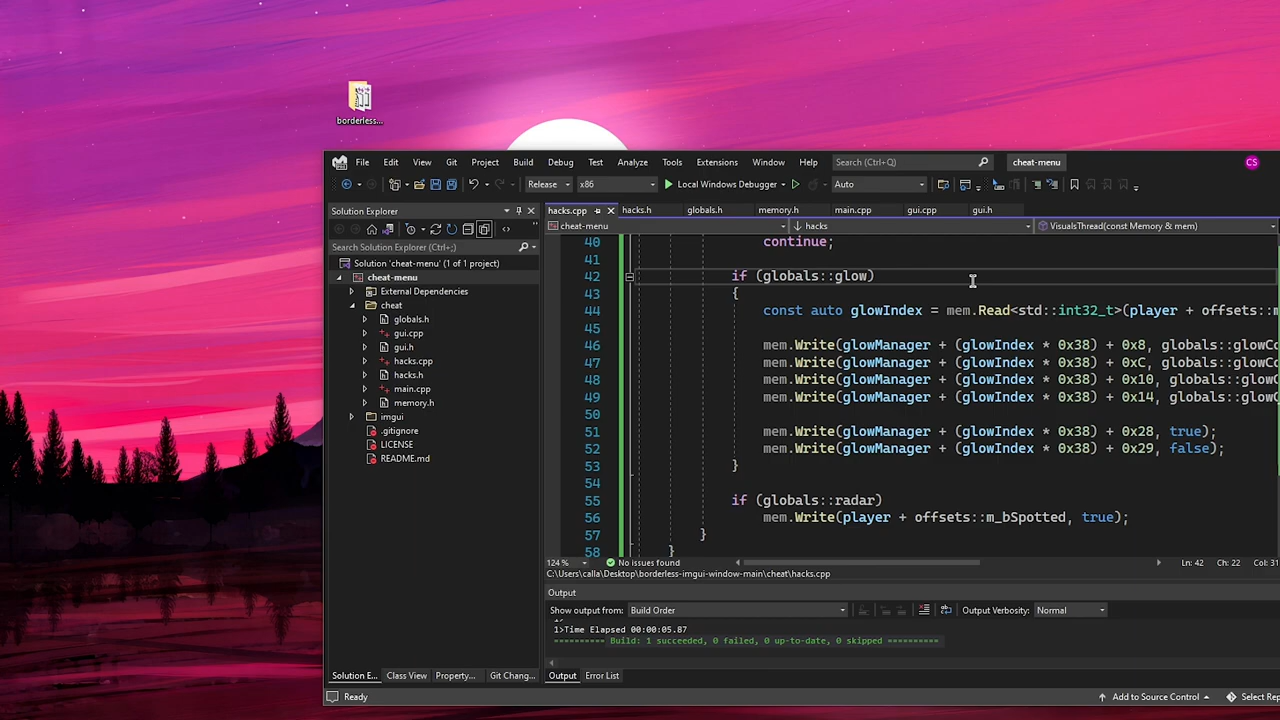 borderless...
File Edit View Git Project Build Debug Test Analyze Tools Extensions Window Help Search (Ctrl+Q) cheat-menu CS
Release x86 Local Windows Debugger Auto
Solution Explorer
Search Solution Explorer (Ctrl+;)
Solution 'cheat-menu' (1 of 1 project)
cheat-menu
External Dependencies
cheat
globals.h
gui.cpp
gui.h
hacks.cpp
hacks.h
main.cpp
memory.h
imgui
.gitignore
LICENSE
README.md
Solution E... Class View Property... Git Chang...
hacks.cpp hacks.h globals.h memory.h main.cpp gui.cpp gui.h
cheat-menu hacks VisualsThread(const Memory & mem)
40 continue;
41
42 if (globals::glow)
43 {
44 const auto glowIndex = mem.Read<std::int32_t>(player + offsets::m
45
46 mem.Write(glowManager + (glowIndex * 0x38) + 0x8, globals::glowCo
47 mem.Write(glowManager + (glowIndex * 0x38) + 0xC, globals::glowCo
48 mem.Write(glowManager + (glowIndex * 0x38) + 0x10, globals::glowC
49 mem.Write(glowManager + (glowIndex * 0x38) + 0x14, globals::glowC
50
51 mem.Write(glowManager + (glowIndex * 0x38) + 0x28, true);
52 mem.Write(glowManager + (glowIndex * 0x38) + 0x29, false);
53 }
54
55 if (globals::radar)
56 mem.Write(player + offsets::m_bSpotted, true);
57 }
58 }
124 % No issues found Ln: 42 Ch: 22 Col: 31
C:\Users\calla\Desktop\borderless-imgui-window-main\cheat\hacks.cpp
Output
Show output from: Build Order Output Verbosity: Normal
1>Time Elapsed 00:00:05.87
========== Build: 1 succeeded, 0 failed, 0 up-to-date, 0 skipped ==========
Output Error List
Ready Add to Source Control Select Rep